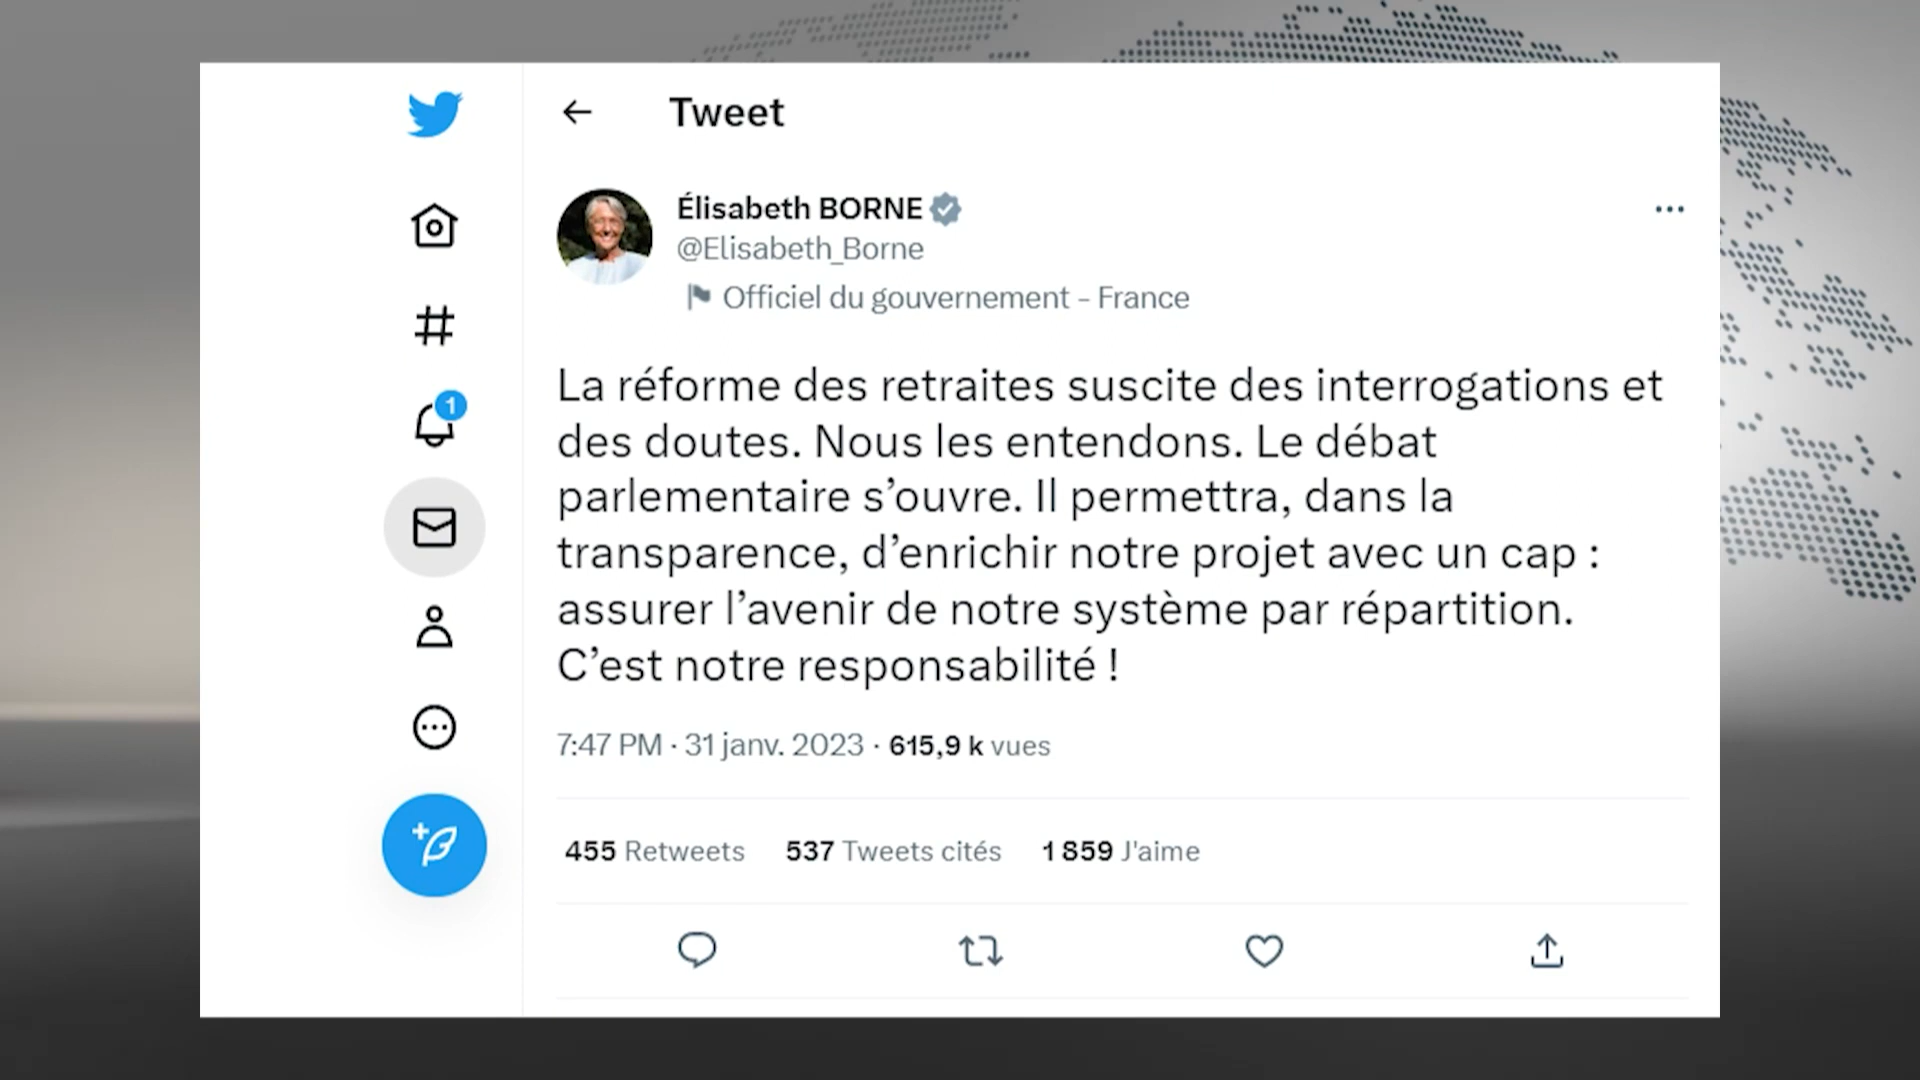 Tweet
Élisabeth BORNE
@Elisabeth_Borne
Officiel du gouvernement - France
1
La réforme des retraites suscite des interrogations et
des doutes. Nous les entendons. Le débat
parlementaire s’ouvre. Il permettra, dans la
transparence, d’enrichir notre projet avec un cap :
assurer l’avenir de notre système par répartition.
C’est notre responsabilité !
7:47 PM · 31 janv. 2023 · 615,9 k vues
455 Retweets 537 Tweets cités 1 859 J'aime